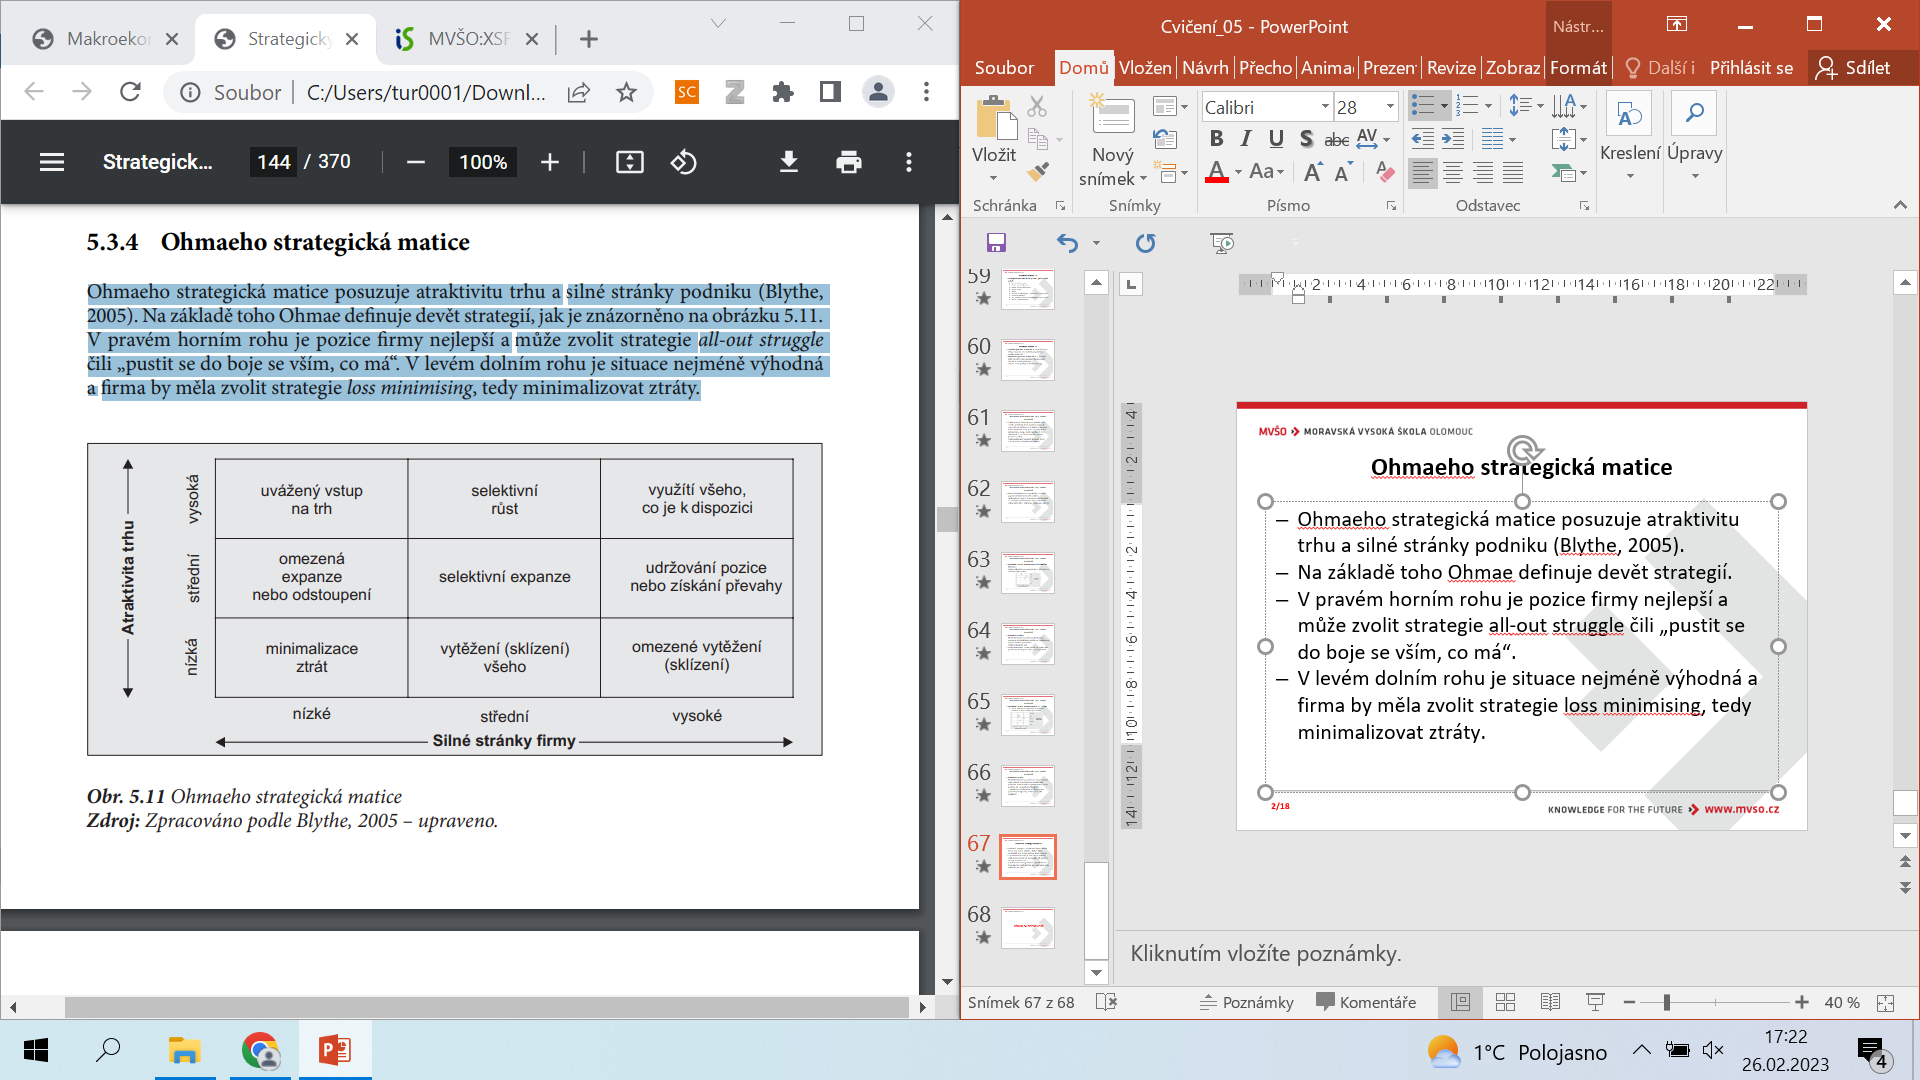 Makroekon
Strategický
MVŠO:XSF
Soubor
C:/Users/tur0001/Downl...
SC
Strategick...
144 / 370
100%
5.3.4 Ohmaeho strategická matice
Ohmaeho strategická matice posuzuje atraktivitu trhu a silné stránky podniku (Blythe,
2005). Na základě toho Ohmae definuje devět strategií, jak je znázorněno na obrázku 5.11.
V pravém horním rohu je pozice firmy nejlepší a může zvolit strategie all-out struggle
čili „pustit se do boje se vším, co má“. V levém dolním rohu je situace nejméně výhodná
a firma by měla zvolit strategie loss minimising, tedy minimalizovat ztráty.
Atraktivita trhu
vysoká
střední
nízká
uvážený vstup
na trh
selektivní
růst
využítí všeho,
co je k dispozici
omezená
expanze
nebo odstoupení
selektivní expanze
udržování pozice
nebo získání převahy
minimalizace
ztrát
vytěžení (sklízení)
všeho
omezené vytěžení
(sklízení)
nízké
střední
vysoké
Silné stránky firmy
Obr. 5.11 Ohmaeho strategická matice
Zdroj: Zpracováno podle Blythe, 2005 – upraveno.
Cvičení_05 - PowerPoint
Nástr...
Soubor
Domů
Vložen
Návrh
Přecho
Anima
Prezen
Revize
Zobraz
Formát
Další i
Přihlásit se
Sdílet
Vložit
Nový
snímek
Calibri
28
Kreslení
Úpravy
Schránka
Snímky
Písmo
Odstavec
59
60
61
62
63
64
65
66
67
68
2 6 10 14 18 22
MVŠO MORAVSKÁ VYSOKÁ ŠKOLA OLOMOUC
Ohmaeho strategická matice
– Ohmaeho strategická matice posuzuje atraktivitu
trhu a silné stránky podniku (Blythe, 2005).
– Na základě toho Ohmae definuje devět strategií.
– V pravém horním rohu je pozice firmy nejlepší a
může zvolit strategie all-out struggle čili „pustit se
do boje se vším, co má“.
– V levém dolním rohu je situace nejméně výhodná a
firma by měla zvolit strategie loss minimising, tedy
minimalizovat ztráty.
2/18
KNOWLEDGE FOR THE FUTURE www.mvso.cz
Kliknutím vložíte poznámky.
Snímek 67 z 68
Poznámky
Komentáře
40 %
1°C Polojasno
17:22
26.02.2023
4